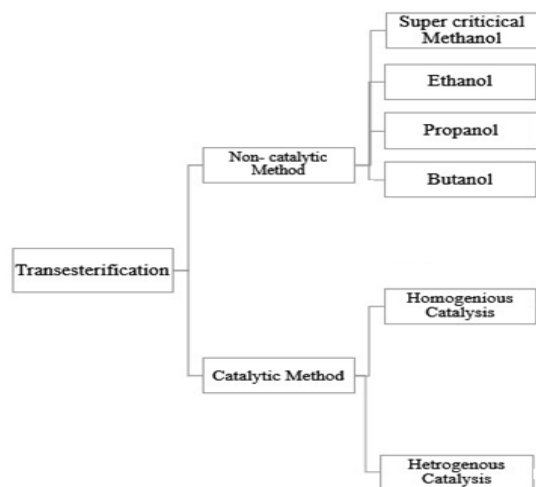 Super criticical
Methanol
Ethanol
Non- catalytic
Method
Propanol
Butanol
Transesterification
Homogenious
Catalysis
Catalytic Method
Hetrogenous
Catalysis